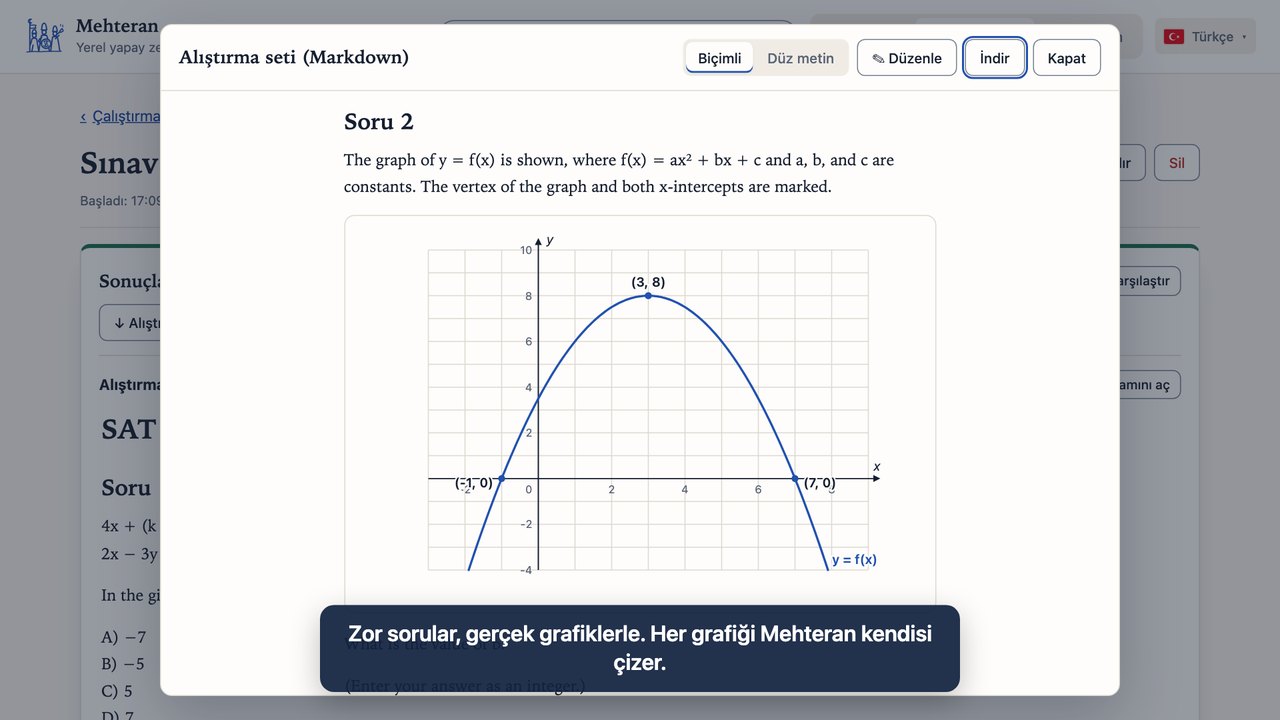 Mehteran
Yerel yapay
Türkçe
Alıştırma seti (Markdown)
Biçimli
Düz metin
✎ Düzenle
İndir
Kapat
‹ Çalıştırma
Sınav
Sil
Başladı: 17:09
Soru 2
The graph of y = f(x) is shown, where f(x) = ax² + bx + c and a, b, and c are
constants. The vertex of the graph and both x-intercepts are marked.
Sonuçla
arşılaştır
↓ Alıştı
Alıştırma
amını aç
SAT
Soru
4x + (k
2x − 3y
In the gi
A) −7
B) −5
C) 5
D) 7
y
10
(3, 8)
8
6
4
2
x
(-1, 0)
(7, 0)
-2
0
2
4
6
8
-2
y = f(x)
-4
Zor sorular, gerçek grafiklerle. Her grafiği Mehteran kendisi
çizer.
(Enter your answer as an integer.)